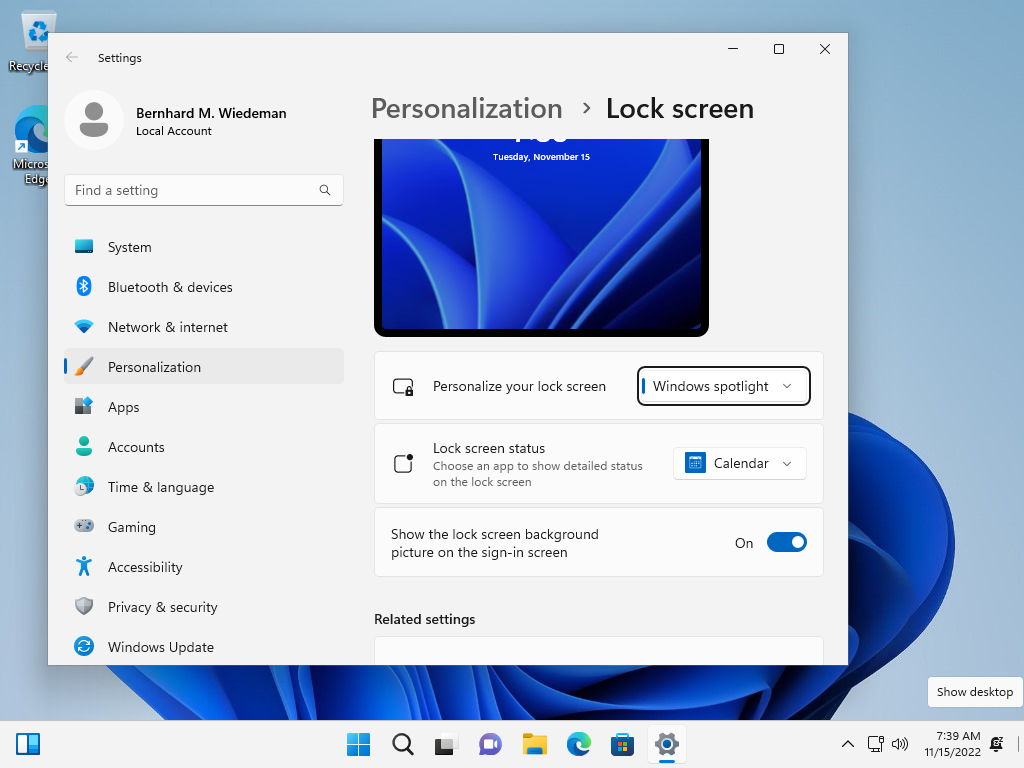 Recycle
Micros
Edge
Settings
Bernhard M. Wiedeman
Local Account
Find a setting
System
Bluetooth & devices
Network & internet
Personalization
Apps
Accounts
Time & language
Gaming
Accessibility
Privacy & security
Windows Update
Personalization > Lock screen
Tuesday, November 15
Personalize your lock screen
Windows spotlight
Lock screen status
Choose an app to show detailed status
on the lock screen
Calendar
Show the lock screen background
picture on the sign-in screen
On
Related settings
Show desktop
7:39 AM
11/15/2022